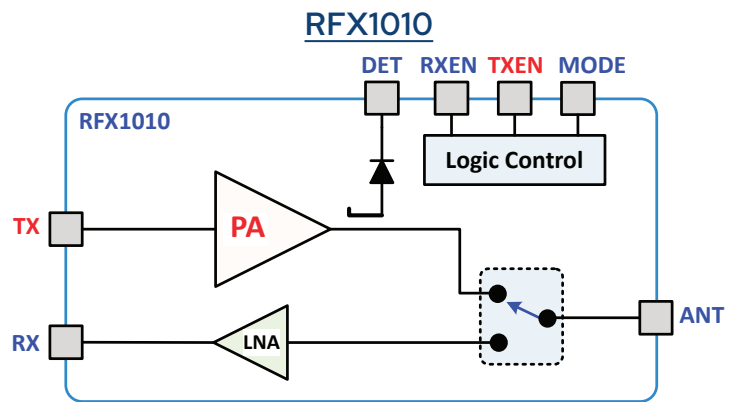 RFX1010
DET RXEN TXEN MODE
RFX1010
Logic Control
TX
PA
ANT
RX
LNA